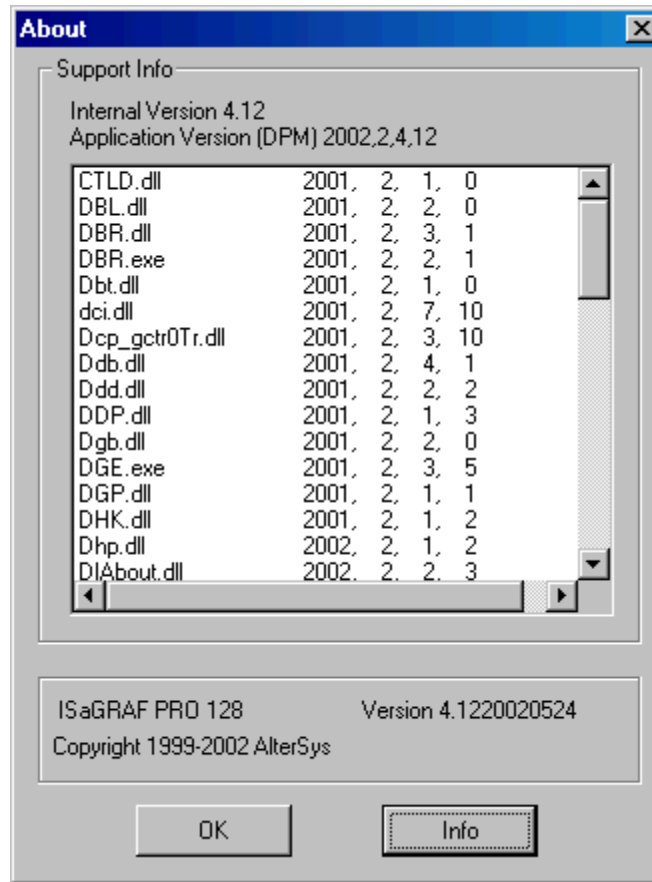 About
Support Info
Internal Version 4.12
Application Version (DPM) 2002,2,4,12
CTLD.dll 2001, 2, 1, 0
DBL.dll 2001, 2, 2, 0
DBR.dll 2001, 2, 3, 1
DBR.exe 2001, 2, 2, 1
Dbt.dll 2001, 2, 1, 0
dci.dll 2001, 2, 7, 10
Dcp_gctr0Tr.dll 2001, 2, 3, 10
Ddb.dll 2001, 2, 4, 1
Ddd.dll 2001, 2, 2, 2
DDP.dll 2001, 2, 1, 3
Dgb.dll 2001, 2, 2, 0
DGE.exe 2001, 2, 3, 5
DGP.dll 2001, 2, 1, 1
DHK.dll 2001, 2, 1, 2
Dhp.dll 2002, 2, 1, 2
DIAbout.dll 2002, 2, 2, 3
ISaGRAF PRO 128 Version 4.1220020524
Copyright 1999-2002 AlterSys
OK Info